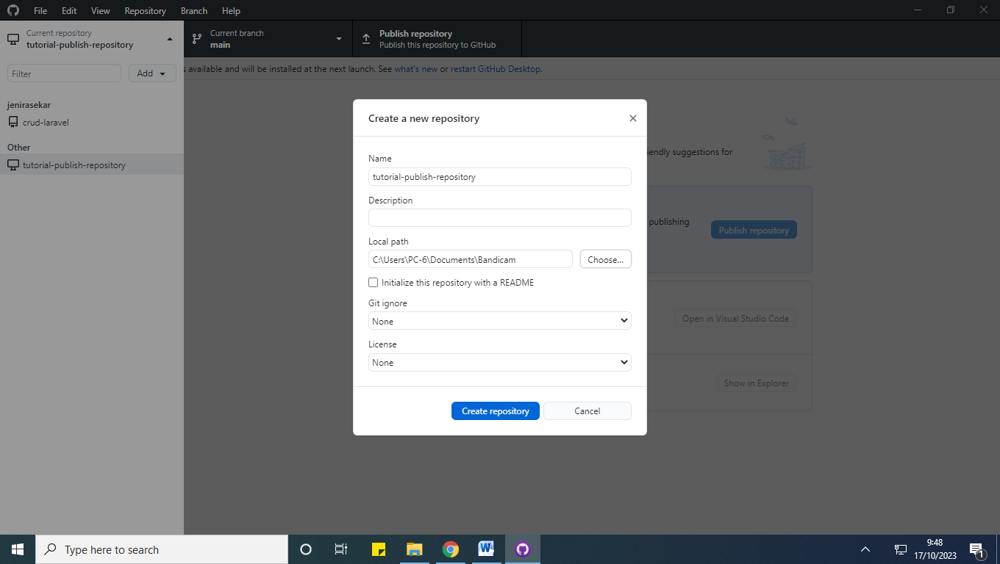 File Edit View Repository Branch Help
Current repository
tutorial-publish-repository
Current branch
main
Publish repository
Publish this repository to GitHub
Filter
Add
s available and will be installed at the next launch. See what's new or restart GitHub Desktop.
jenirasekar
crud-laravel
Other
tutorial-publish-repository
iendly suggestions for
publishing
Publish repository
Open in Visual Studio Code
Show in Explorer
Create a new repository
Name
tutorial-publish-repository
Description
Local path
C:\Users\PC-6\Documents\Bandicam
Choose...
Initialize this repository with a README
Git ignore
None
License
None
Create repository
Cancel
Type here to search
W
9:48
17/10/2023
1